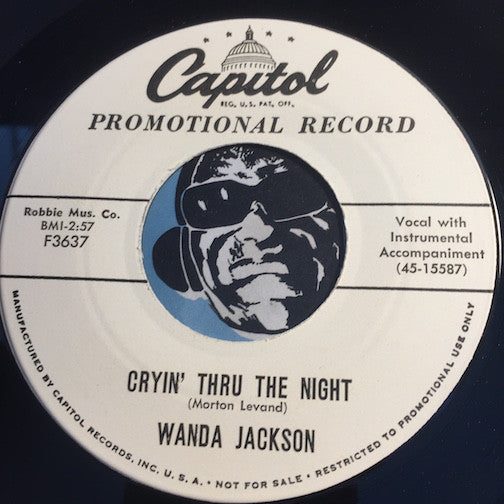 Capitol
REG. U.S. PAT. OFF.
PROMOTIONAL RECORD
Robbie Mus. Co.
BMI-2:57
F3637
Vocal with
Instrumental
Accompaniment
(45-15587)
CRYIN' THRU THE NIGHT
(Morton Levand)
WANDA JACKSON
MANUFACTURED BY CAPITOL RECORDS, INC. U.S.A. • NOT FOR SALE • RESTRICTED TO PROMOTIONAL USE ONLY